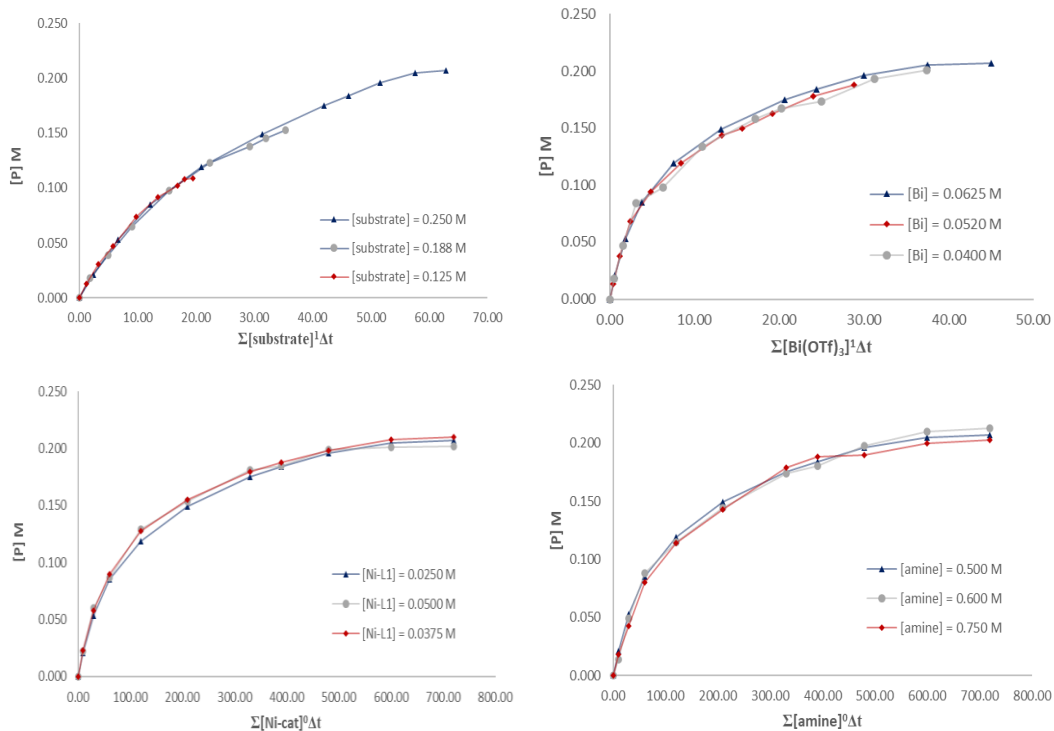 0.250
0.200
0.150
0.100
0.050
0.000
[P] M
0.00 10.00 20.00 30.00 40.00 50.00 60.00 70.00
Σ[substrate]¹Δt
[substrate] = 0.250 M
[substrate] = 0.188 M
[substrate] = 0.125 M
0.250
0.200
0.150
0.100
0.050
0.000
[P] M
0.00 10.00 20.00 30.00 40.00 50.00
Σ[Bi(OTf)₃]¹Δt
[Bi] = 0.0625 M
[Bi] = 0.0520 M
[Bi] = 0.0400 M
0.250
0.200
0.150
0.100
0.050
0.000
[P] M
0.00 100.00 200.00 300.00 400.00 500.00 600.00 700.00 800.00
Σ[Ni-cat]⁰Δt
[Ni-L1] = 0.0250 M
[Ni-L1] = 0.0500 M
[Ni-L1] = 0.0375 M
0.250
0.200
0.150
0.100
0.050
0.000
[P] M
0.00 100.00 200.00 300.00 400.00 500.00 600.00 700.00 800.00
Σ[amine]⁰Δt
[amine] = 0.500 M
[amine] = 0.600 M
[amine] = 0.750 M